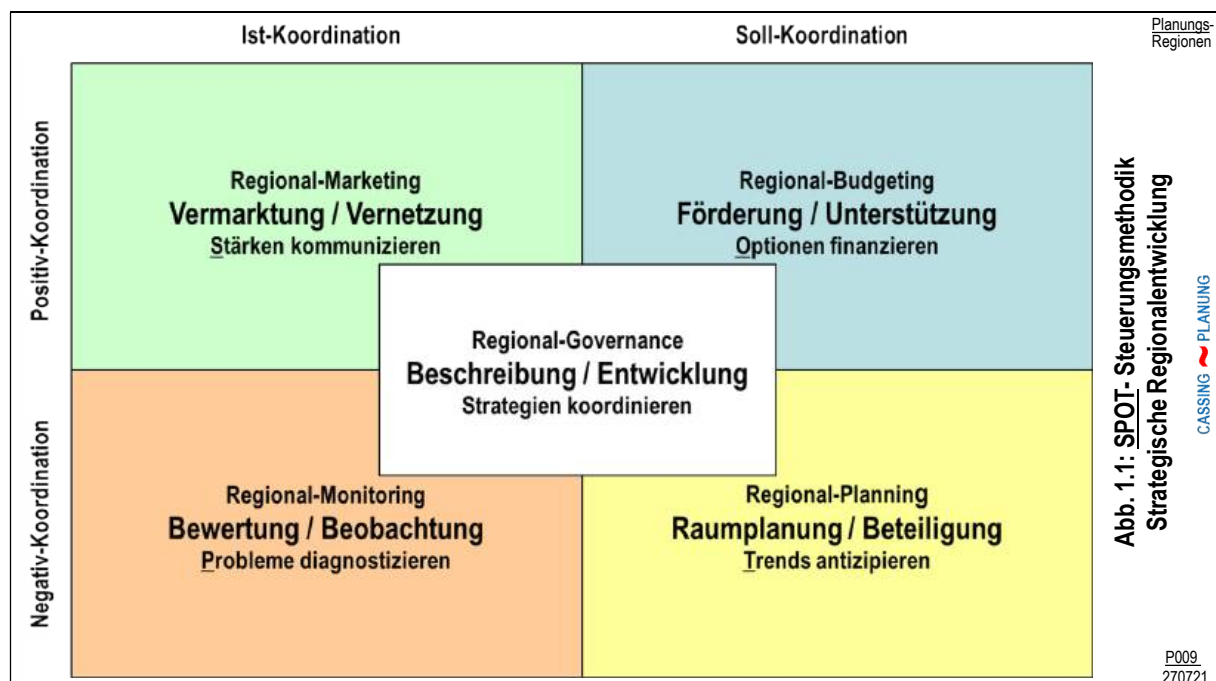 Ist-Koordination
Soll-Koordination
Planungs-
Regionen
Positiv-Koordination
Regional-Marketing
Vermarktung / Vernetzung
Stärken kommunizieren
Regional-Budgeting
Förderung / Unterstützung
Optionen finanzieren
Regional-Governance
Beschreibung / Entwicklung
Strategien koordinieren
Negativ-Koordination
Regional-Monitoring
Bewertung / Beobachtung
Probleme diagnostizieren
Regional-Planning
Raumplanung / Beteiligung
Trends antizipieren
Abb. 1.1: SPOT- Steuerungsmethodik
Strategische Regionalentwicklung
CASSING ~ PLANUNG
P009
270721